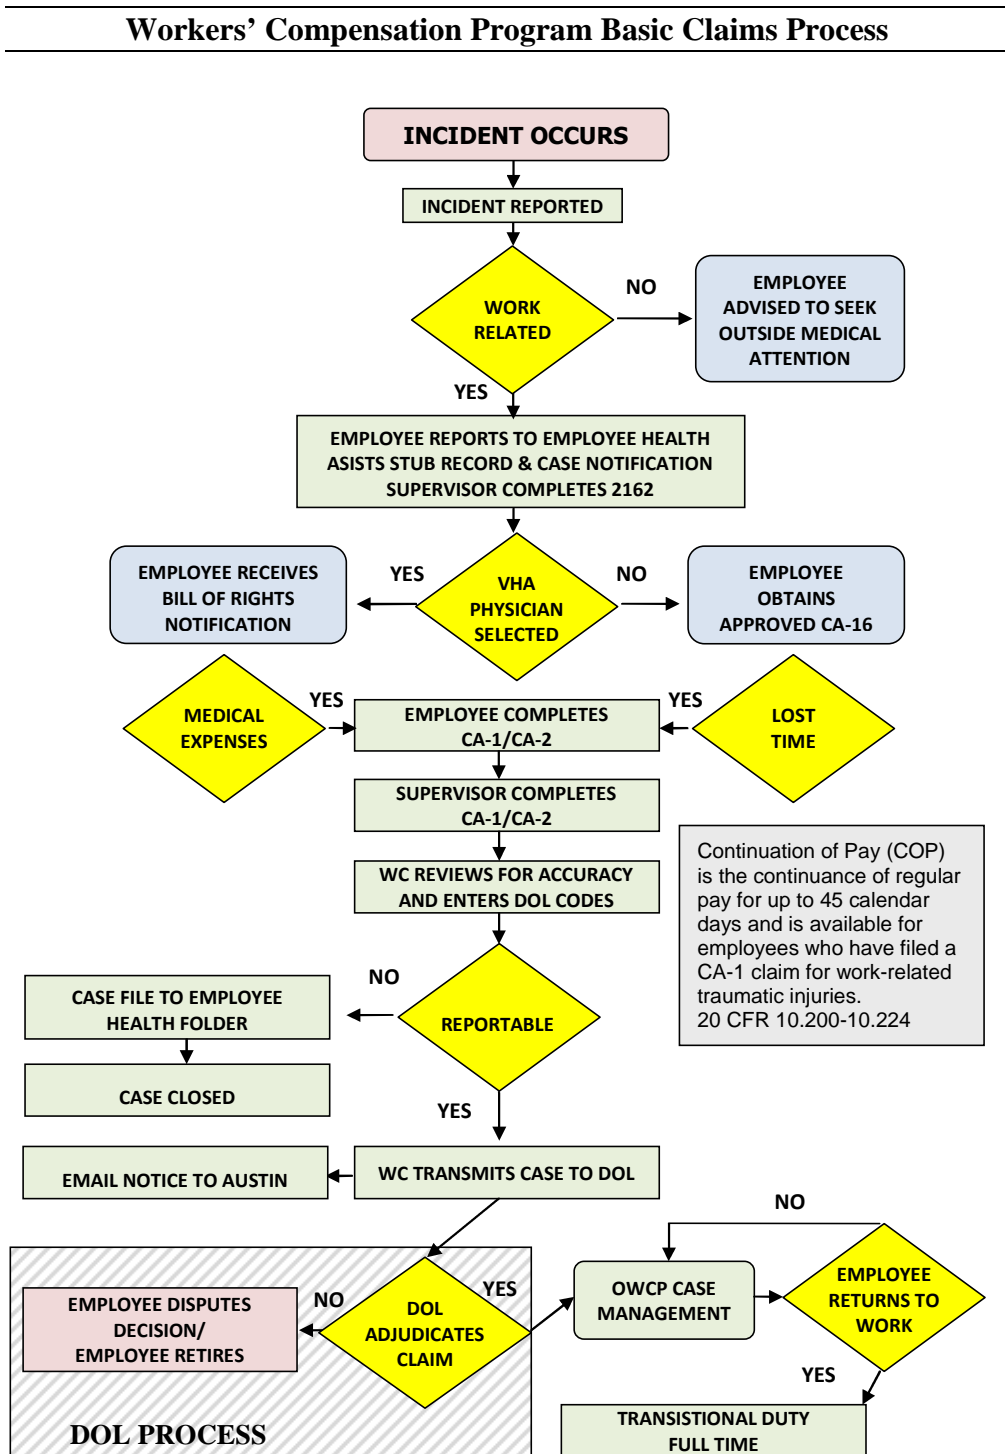 Workers’ Compensation Program Basic Claims Process
INCIDENT OCCURS
INCIDENT REPORTED
WORK
RELATED
NO
EMPLOYEE
ADVISED TO SEEK
OUTSIDE MEDICAL
ATTENTION
YES
EMPLOYEE REPORTS TO EMPLOYEE HEALTH
ASISTS STUB RECORD & CASE NOTIFICATION
SUPERVISOR COMPLETES 2162
EMPLOYEE RECEIVES
BILL OF RIGHTS
NOTIFICATION
YES
VHA
PHYSICIAN
SELECTED
NO
EMPLOYEE
OBTAINS
APPROVED CA-16
MEDICAL
EXPENSES
YES
EMPLOYEE COMPLETES
CA-1/CA-2
YES
LOST
TIME
SUPERVISOR COMPLETES
CA-1/CA-2
WC REVIEWS FOR ACCURACY
AND ENTERS DOL CODES
Continuation of Pay (COP)
is the continuance of regular
pay for up to 45 calendar
days and is available for
employees who have filed a
CA-1 claim for work-related
traumatic injuries.
20 CFR 10.200-10.224
NO
CASE FILE TO EMPLOYEE
HEALTH FOLDER
REPORTABLE
CASE CLOSED
YES
EMAIL NOTICE TO AUSTIN
WC TRANSMITS CASE TO DOL
NO
EMPLOYEE DISPUTES
DECISION/
EMPLOYEE RETIRES
NO
DOL
ADJUDICATES
CLAIM
YES
OWCP CASE
MANAGEMENT
EMPLOYEE
RETURNS TO
WORK
YES
DOL PROCESS
TRANSISTIONAL DUTY
FULL TIME